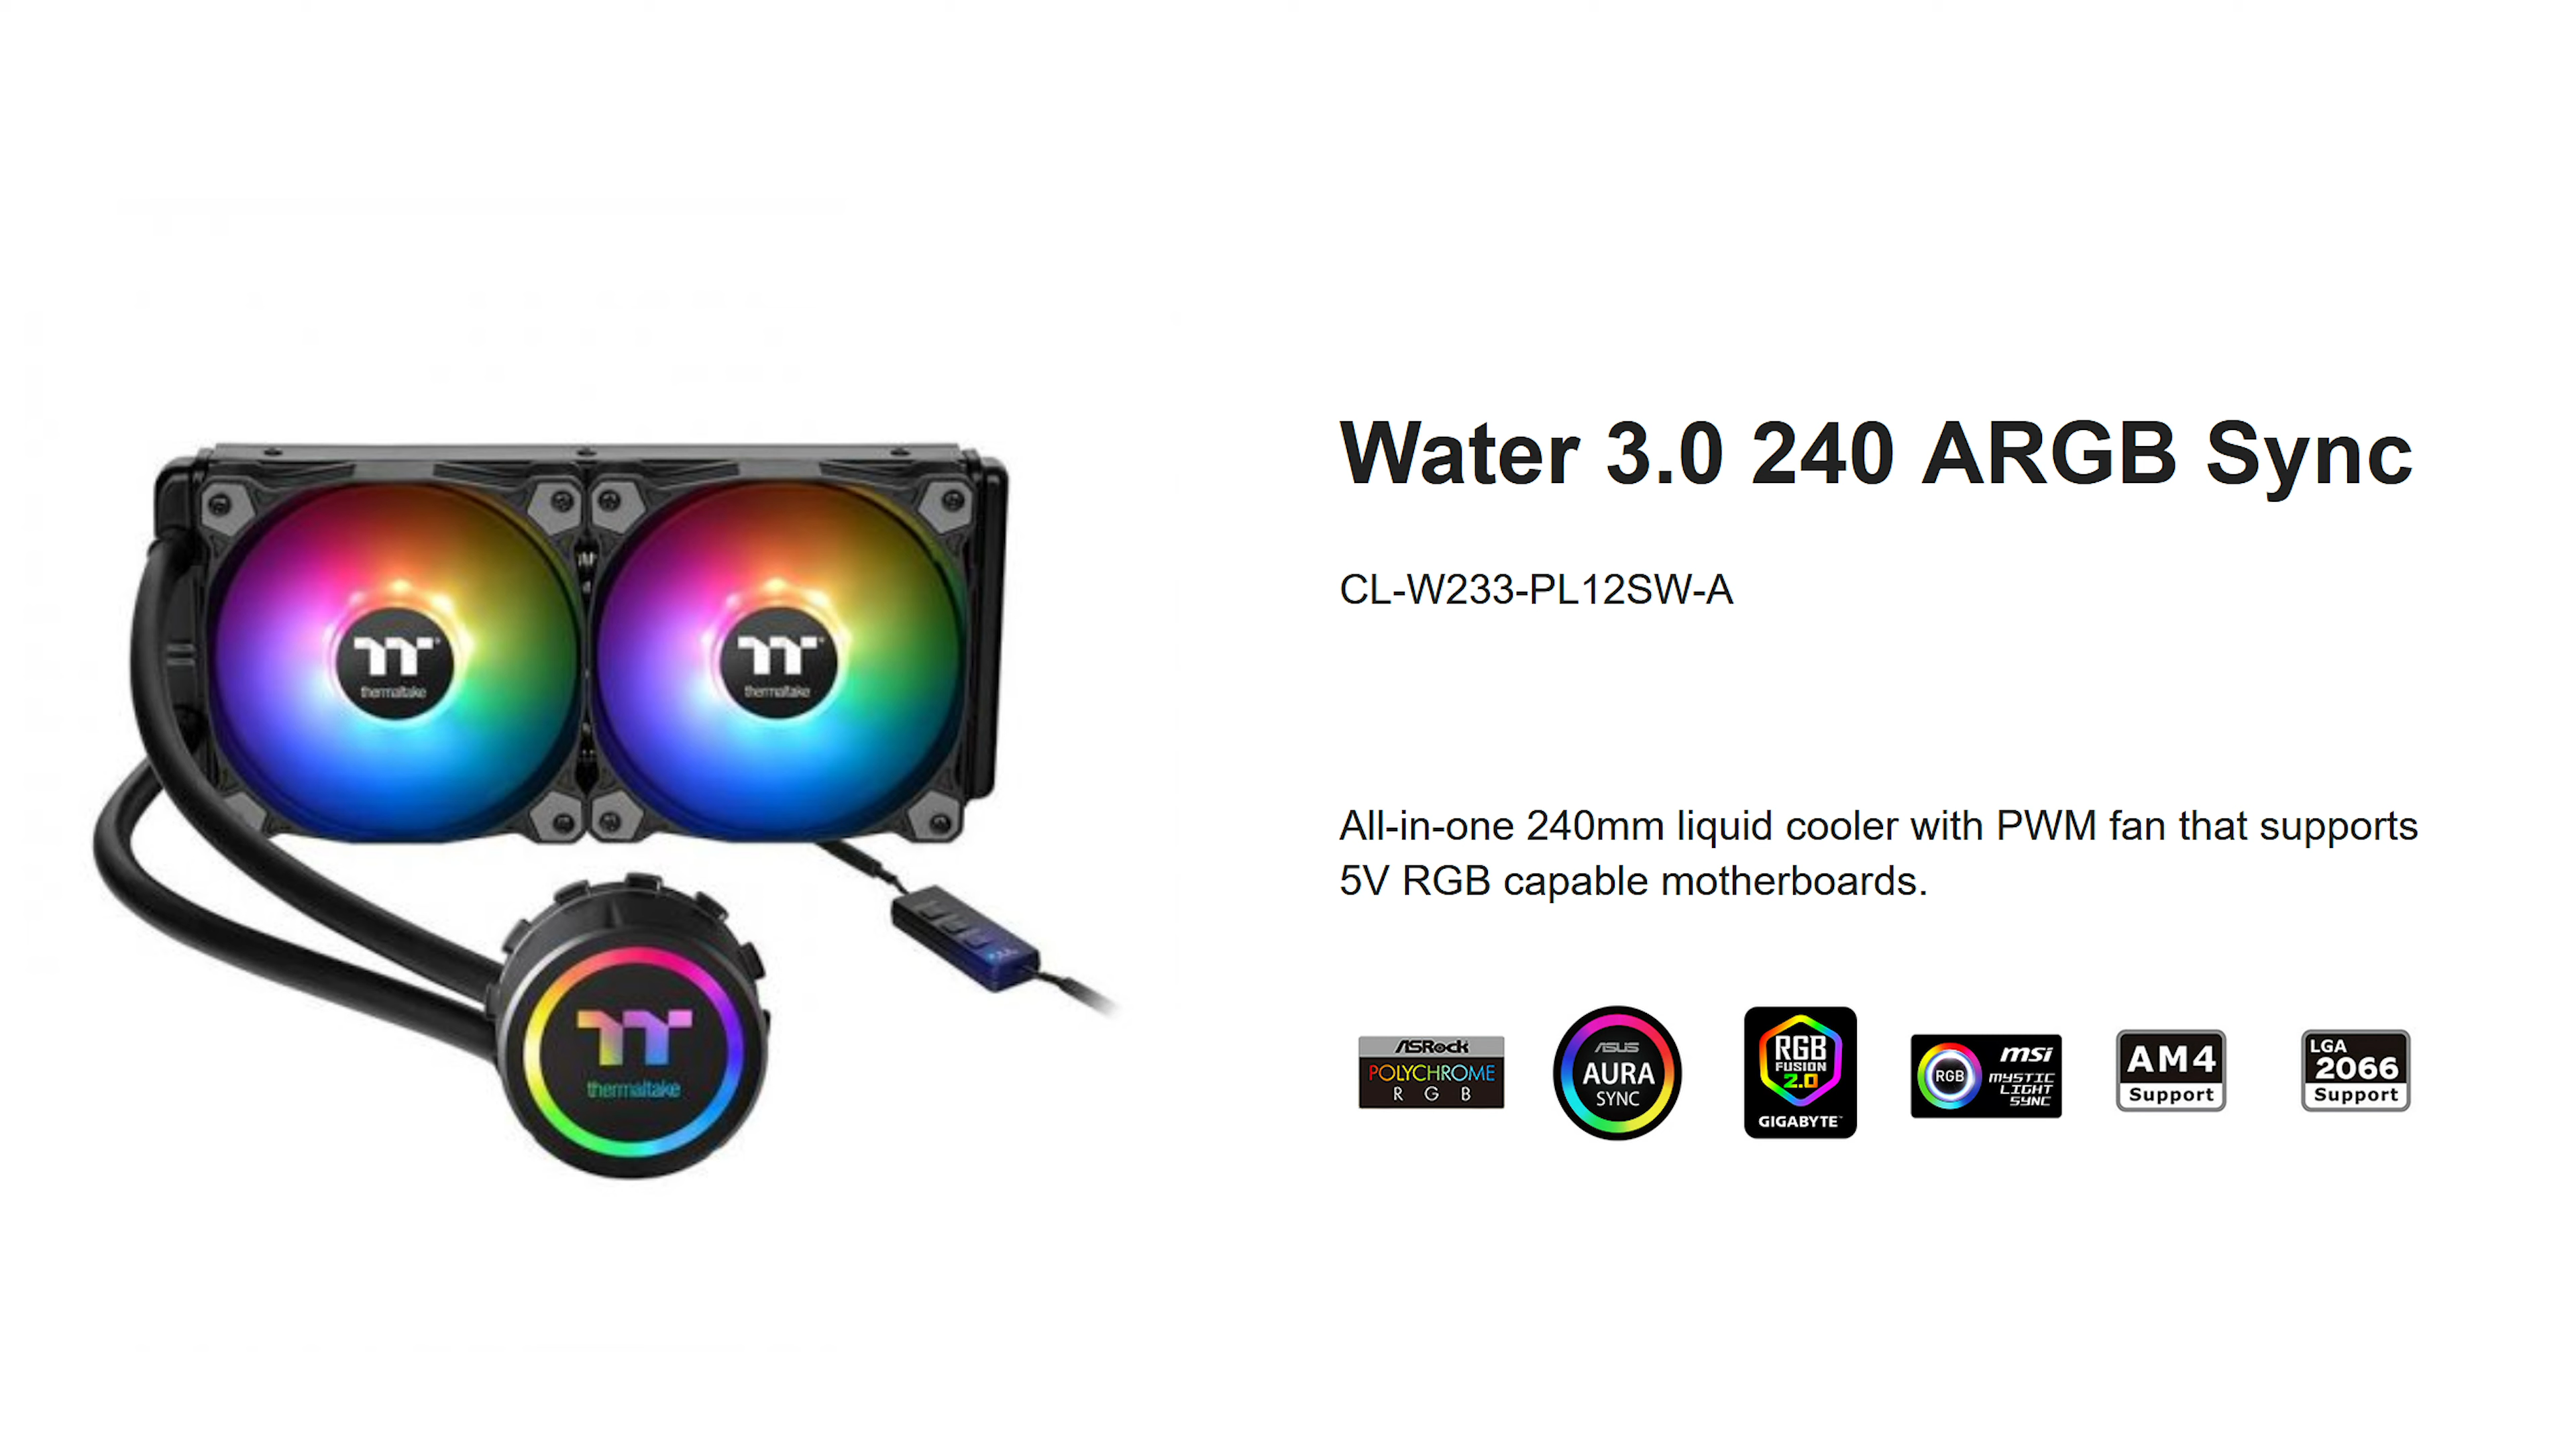 thermaltake
thermaltake
thermaltake
Water 3.0 240 ARGB Sync
CL-W233-PL12SW-A
All-in-one 240mm liquid cooler with PWM fan that supports
5V RGB capable motherboards.
ASRock
POLYCHROME
R G B
ASUS
AURA
SYNC
RGB
FUSION
2.0
GIGABYTE™
RGB
msi
MYSTIC
LIGHT
SYNC
AM4
Support
LGA
2066
Support